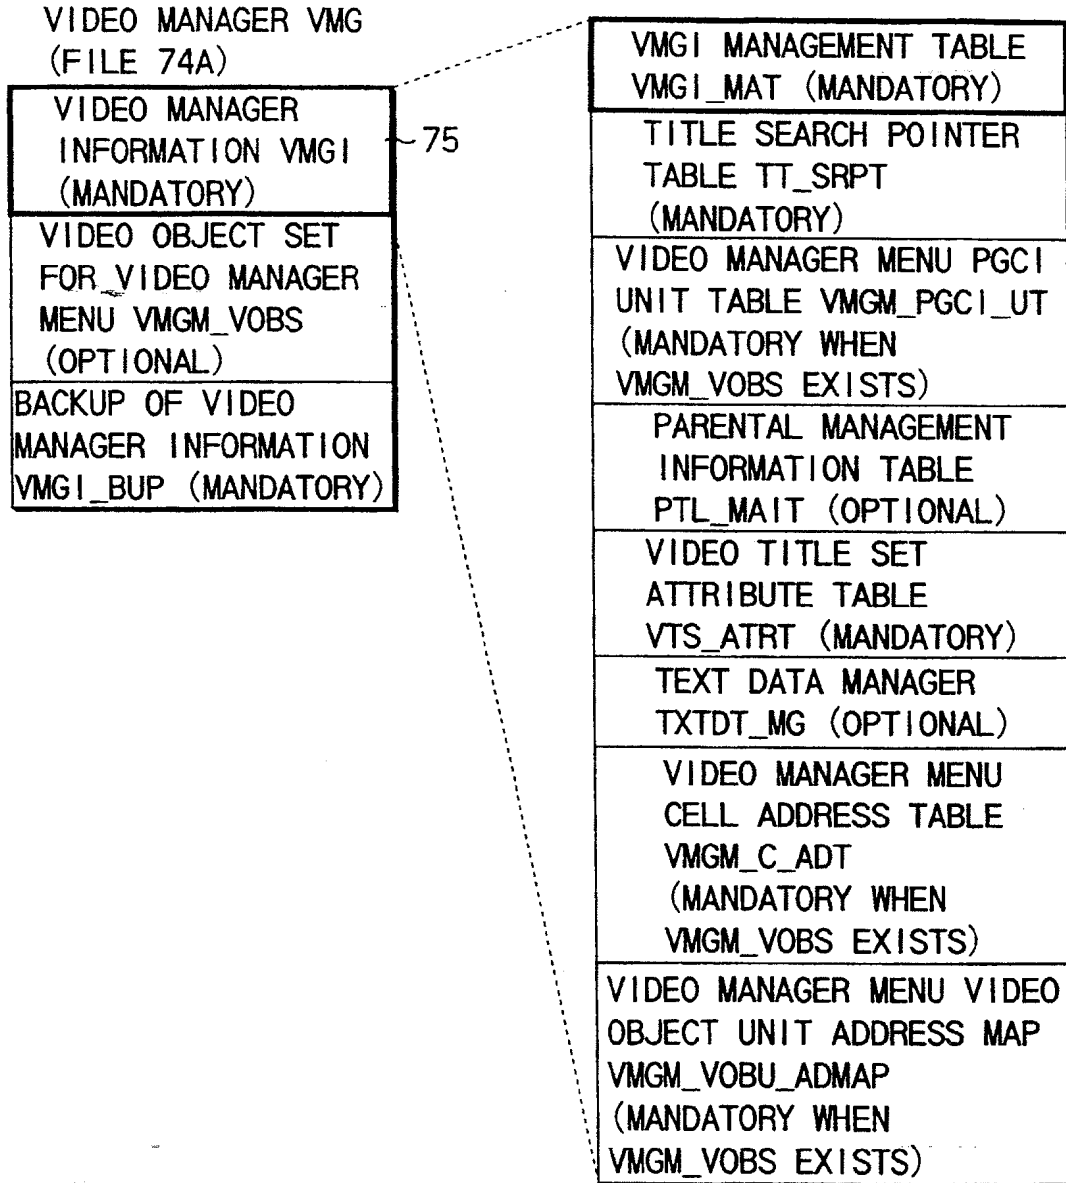 VIDEO MANAGER VMG
(FILE 74A)
VIDEO MANAGER
INFORMATION VMGI
(MANDATORY)
75
VIDEO OBJECT SET
FOR VIDEO MANAGER
MENU VMGM_VOBS
(OPTIONAL)
BACKUP OF VIDEO
MANAGER INFORMATION
VMGI_BUP (MANDATORY)
VMGI MANAGEMENT TABLE
VMGI_MAT (MANDATORY)
TITLE SEARCH POINTER
TABLE TT_SRPT
(MANDATORY)
VIDEO MANAGER MENU PGCI
UNIT TABLE VMGM_PGCI_UT
(MANDATORY WHEN
VMGM_VOBS EXISTS)
PARENTAL MANAGEMENT
INFORMATION TABLE
PTL_MAIT (OPTIONAL)
VIDEO TITLE SET
ATTRIBUTE TABLE
VTS_ATRT (MANDATORY)
TEXT DATA MANAGER
TXTDT_MG (OPTIONAL)
VIDEO MANAGER MENU
CELL ADDRESS TABLE
VMGM_C_ADT
(MANDATORY WHEN
VMGM_VOBS EXISTS)
VIDEO MANAGER MENU VIDEO
OBJECT UNIT ADDRESS MAP
VMGM_VOBU_ADMAP
(MANDATORY WHEN
VMGM_VOBS EXISTS)